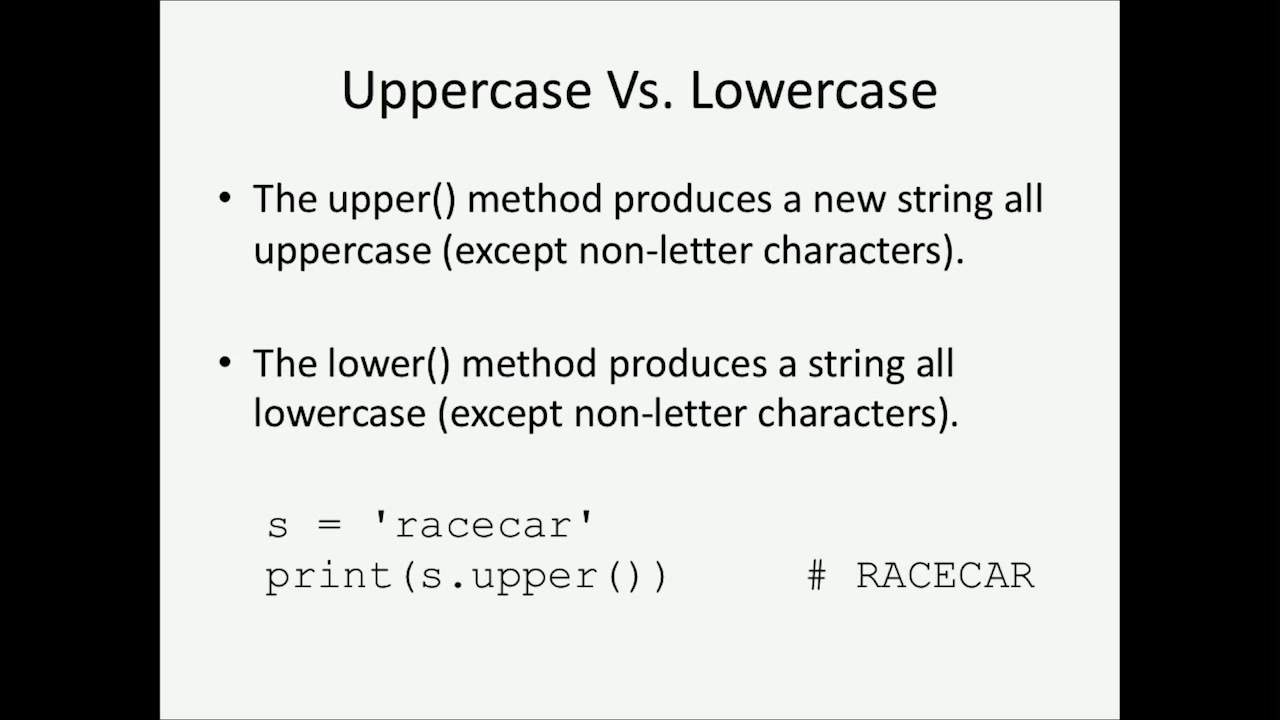 Uppercase Vs. Lowercase
• The upper() method produces a new string all
uppercase (except non-letter characters).
• The lower() method produces a string all
lowercase (except non-letter characters).
s = 'racecar'
print(s.upper()) # RACECAR